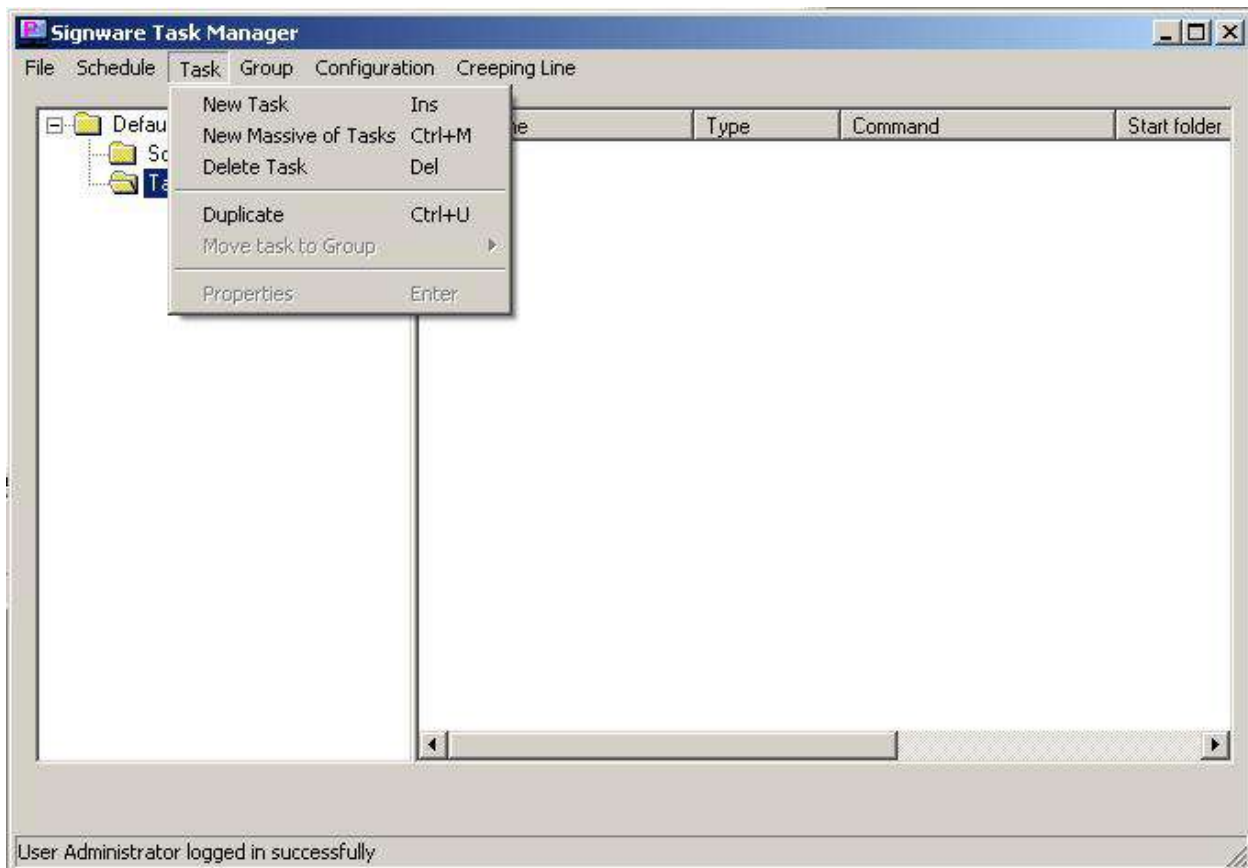 Signware Task Manager
File Schedule Task Group Configuration Creeping Line
New Task Ins
New Massive of Tasks Ctrl+M
Delete Task Del
Duplicate Ctrl+U
Move task to Group
Properties Enter
Type Command Start folder
User Administrator logged in successfully